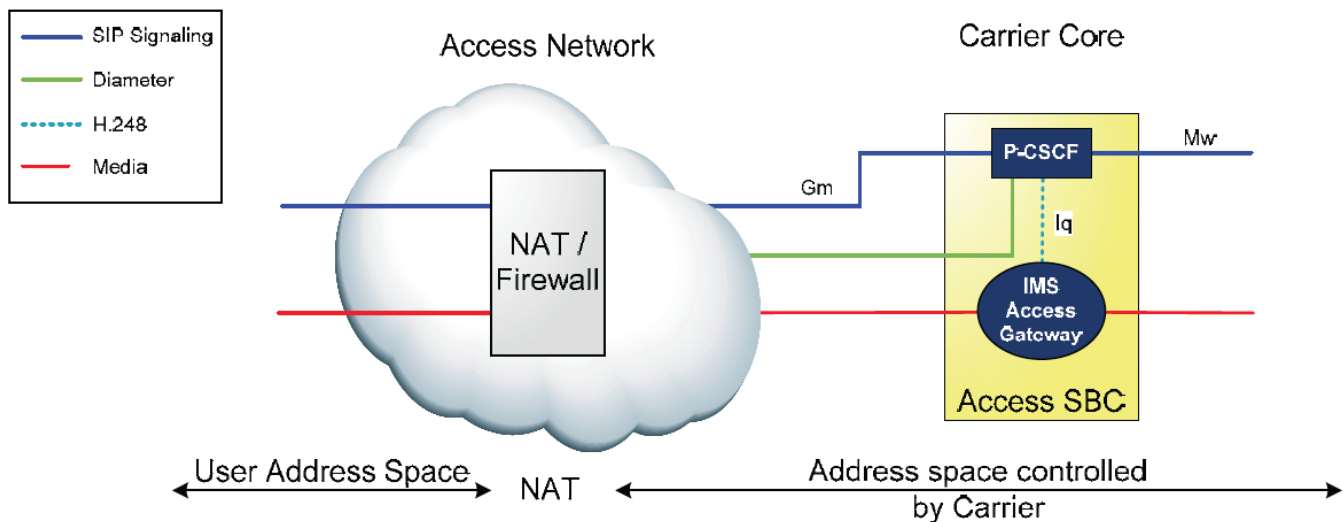 SIP Signaling
Diameter
H.248
Media
Access Network
Carrier Core
NAT /
Firewall
Gm
P-CSCF
Mw
Iq
IMS
Access
Gateway
Access SBC
User Address Space
NAT
Address space controlled
by Carrier